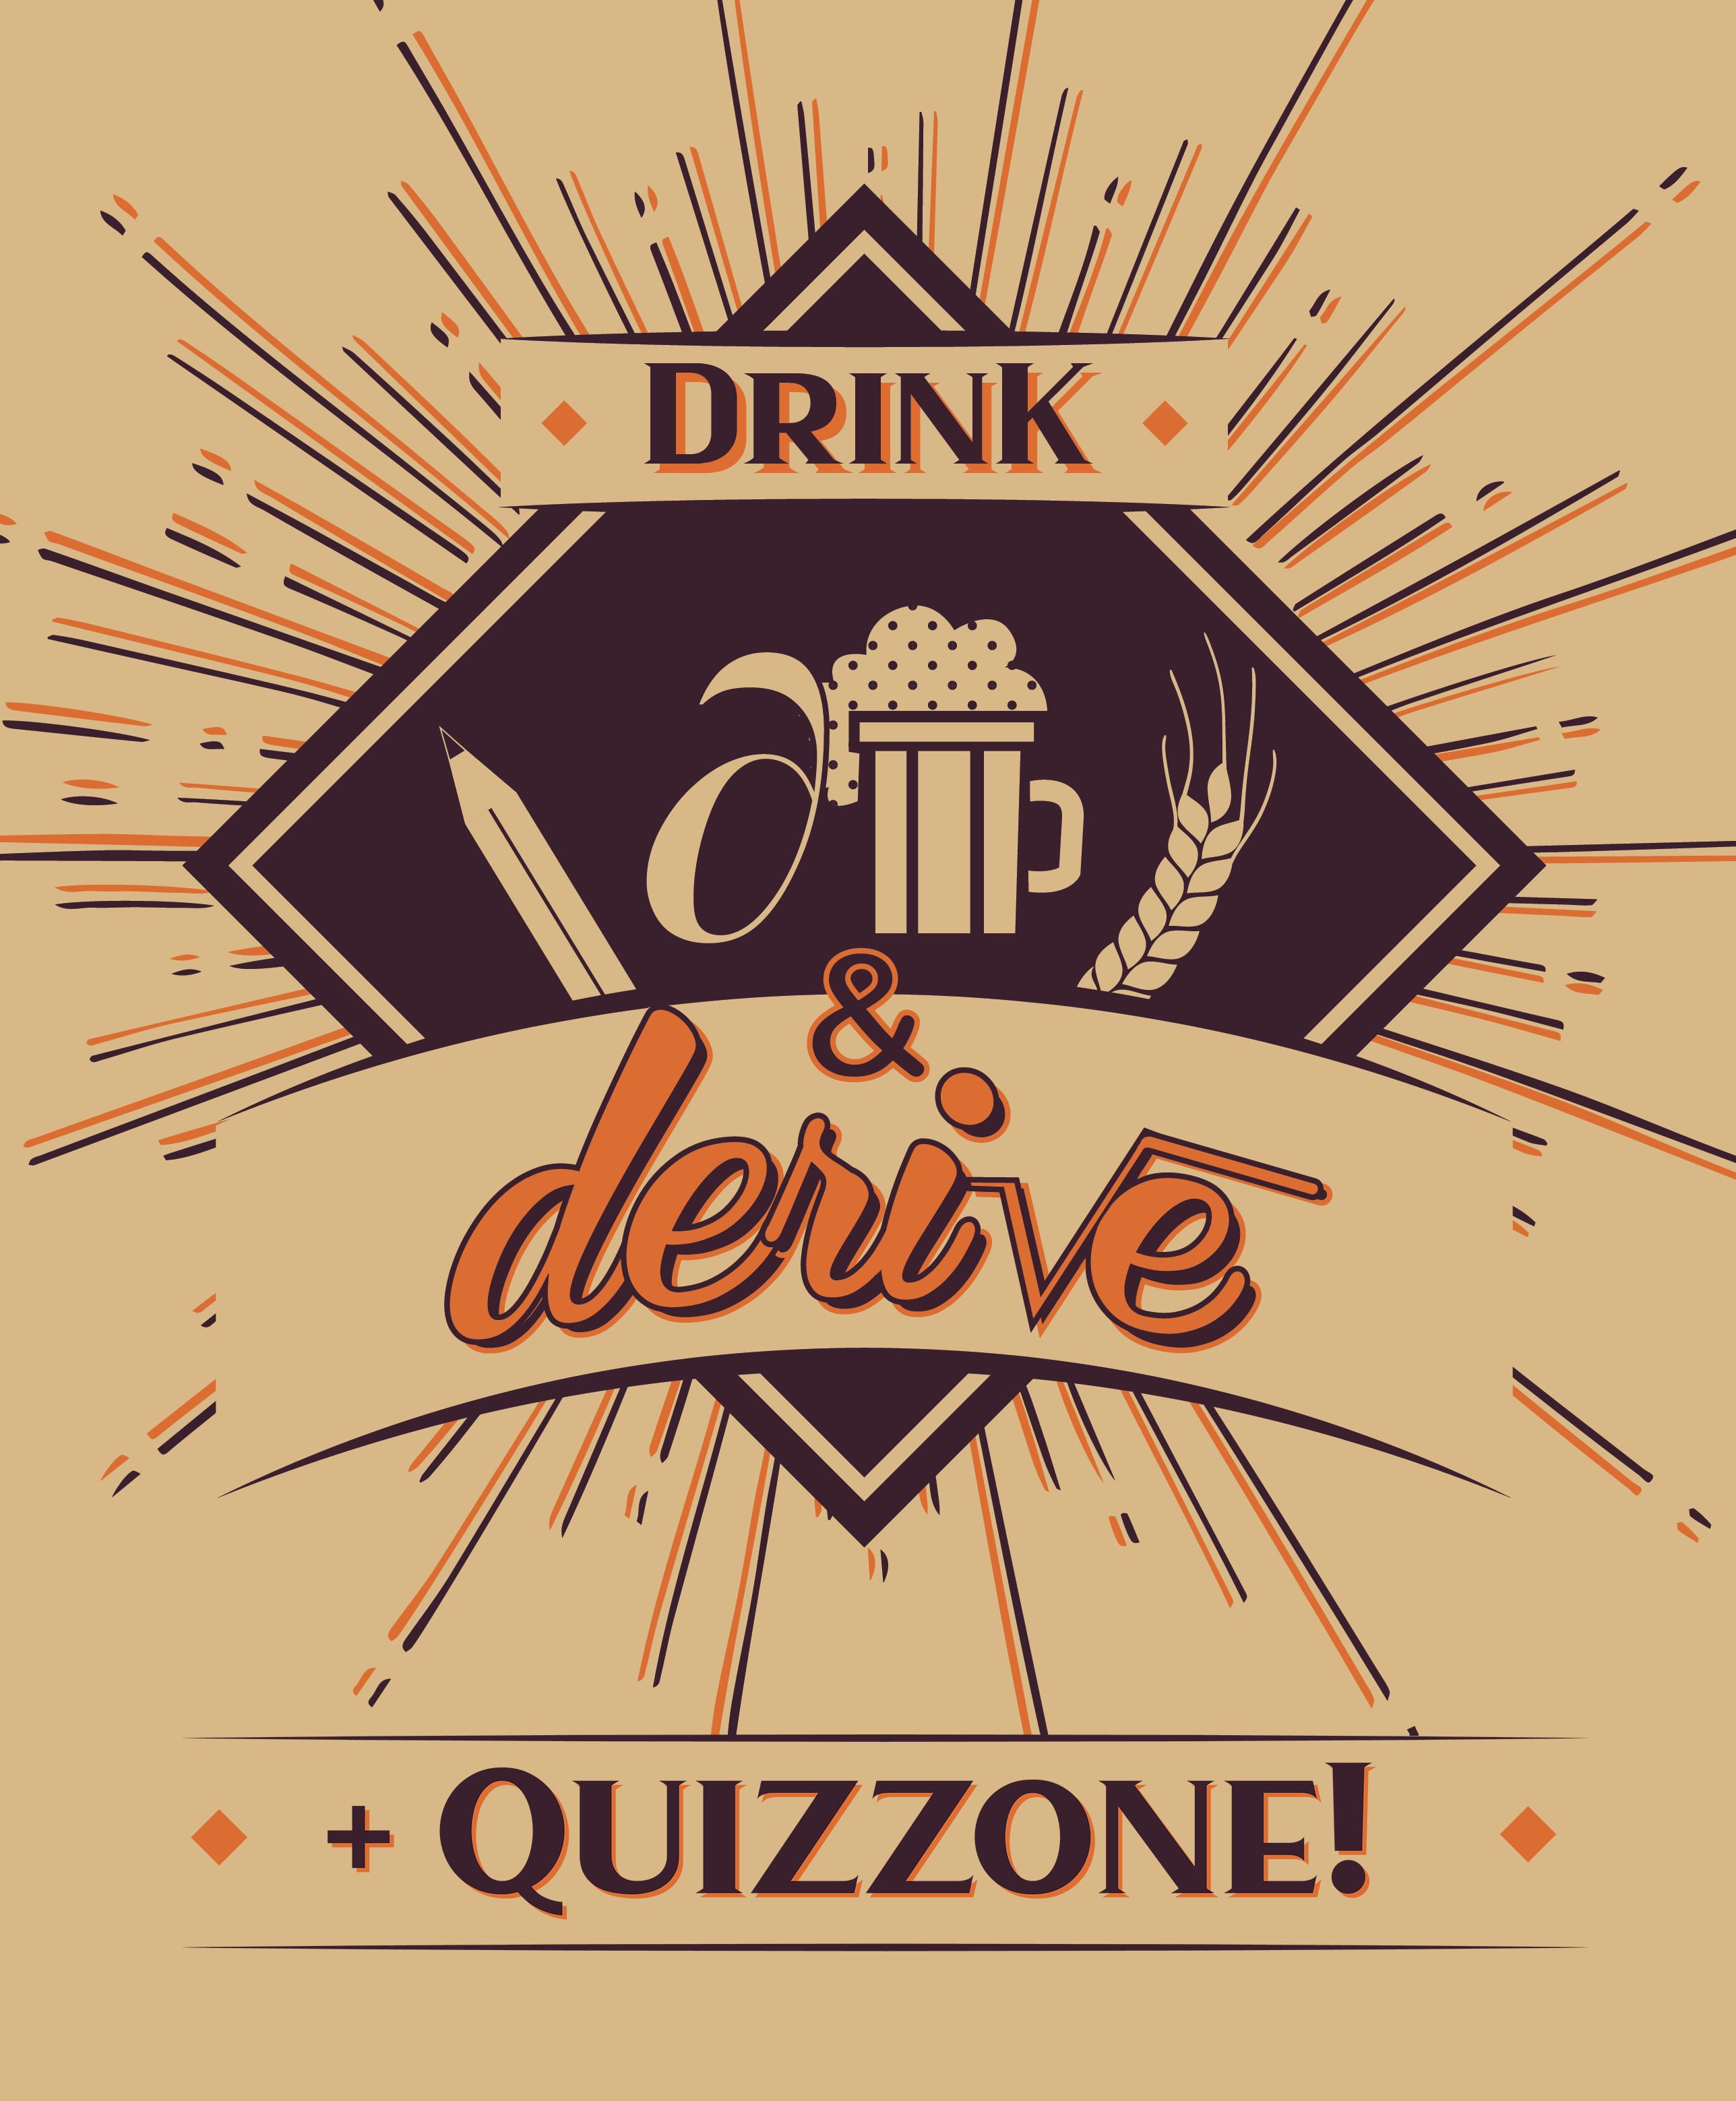 DRINK
∂
&
derive
+ QUIZZONE!